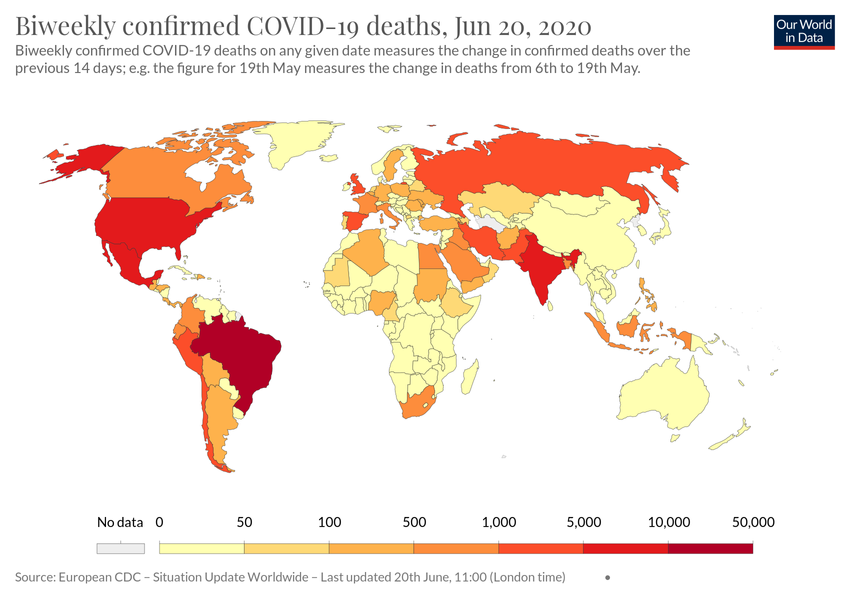 Biweekly confirmed COVID-19 deaths, Jun 20, 2020
Our World
in Data
Biweekly confirmed COVID-19 deaths on any given date measures the change in confirmed deaths over the
previous 14 days; e.g. the figure for 19th May measures the change in deaths from 6th to 19th May.
No data 0 50 100 500 1,000 5,000 10,000 50,000
Source: European CDC – Situation Update Worldwide – Last updated 20th June, 11:00 (London time) •